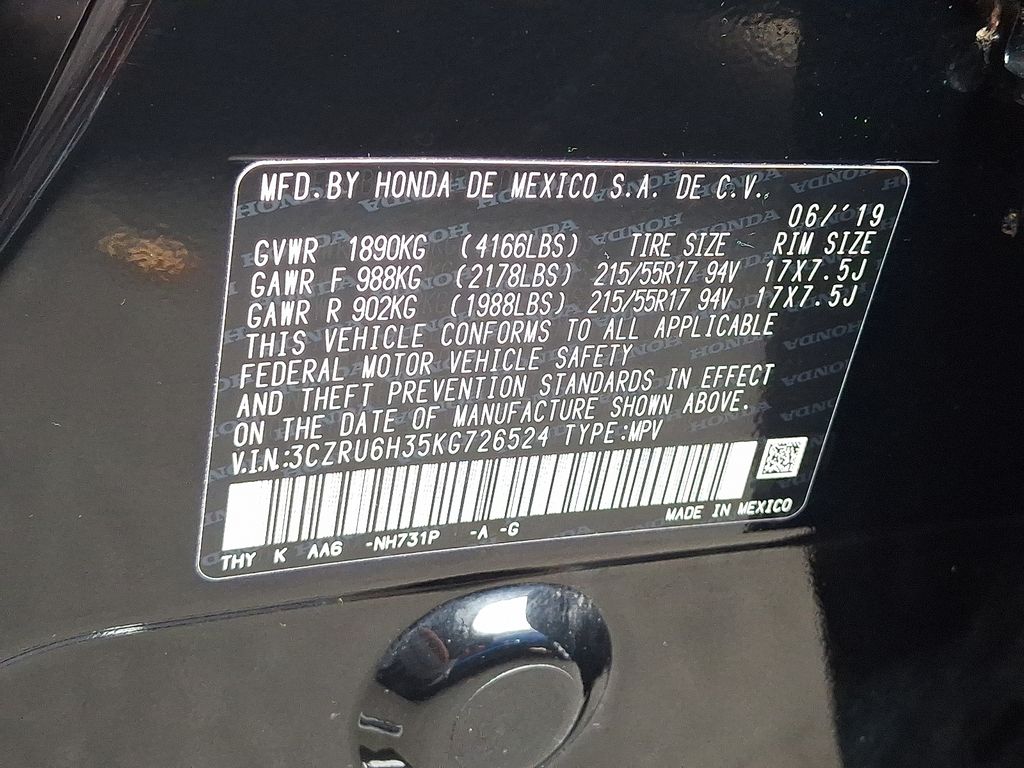 MFD. BY HONDA DE MEXICO S.A. DE C.V.
06/'19
GVWR 1890KG (4166LBS) TIRE SIZE RIM SIZE
GAWR F 988KG (2178LBS) 215/55R17 94V 17X7.5J
GAWR R 902KG (1988LBS) 215/55R17 94V 17X7.5J
THIS VEHICLE CONFORMS TO ALL APPLICABLE
FEDERAL MOTOR VEHICLE SAFETY
AND THEFT PREVENTION STANDARDS IN EFFECT
ON THE DATE OF MANUFACTURE SHOWN ABOVE.
V.I.N.:3CZRU6H35KG726524 TYPE:MPV
MADE IN MEXICO
THY K AA6 -NH731P -A -G